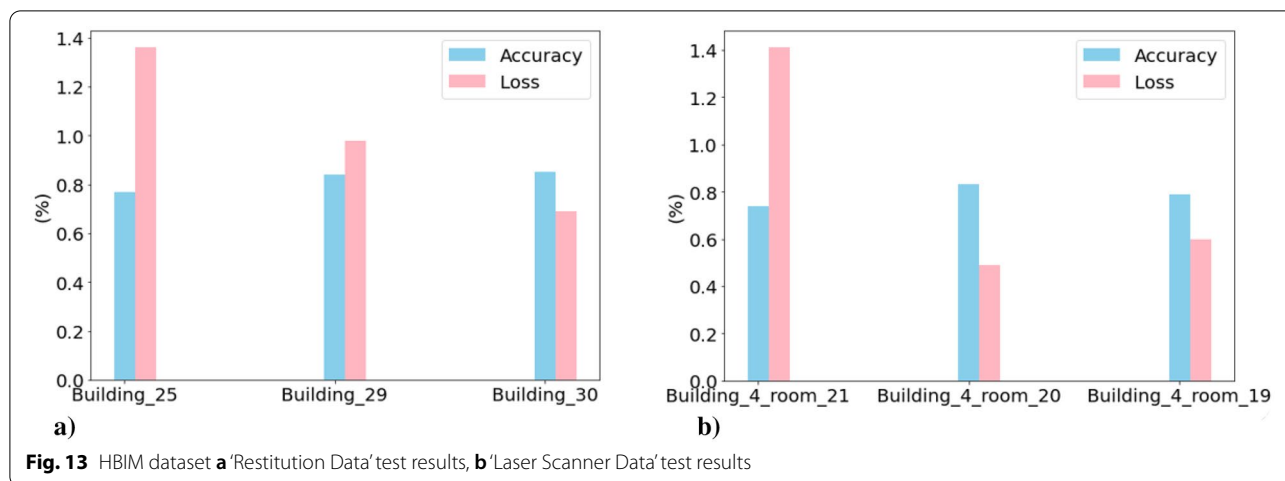 1.4
1.2
1.0
0.8
0.6
0.4
0.2
0.0
(%)
Accuracy
Loss
Building_25
Building_29
Building_30
a)
1.4
1.2
1.0
0.8
0.6
0.4
0.2
0.0
(%)
Accuracy
Loss
Building_4_room_21
Building_4_room_20
Building_4_room_19
b)
Fig. 13 HBIM dataset a 'Restitution Data' test results, b 'Laser Scanner Data' test results